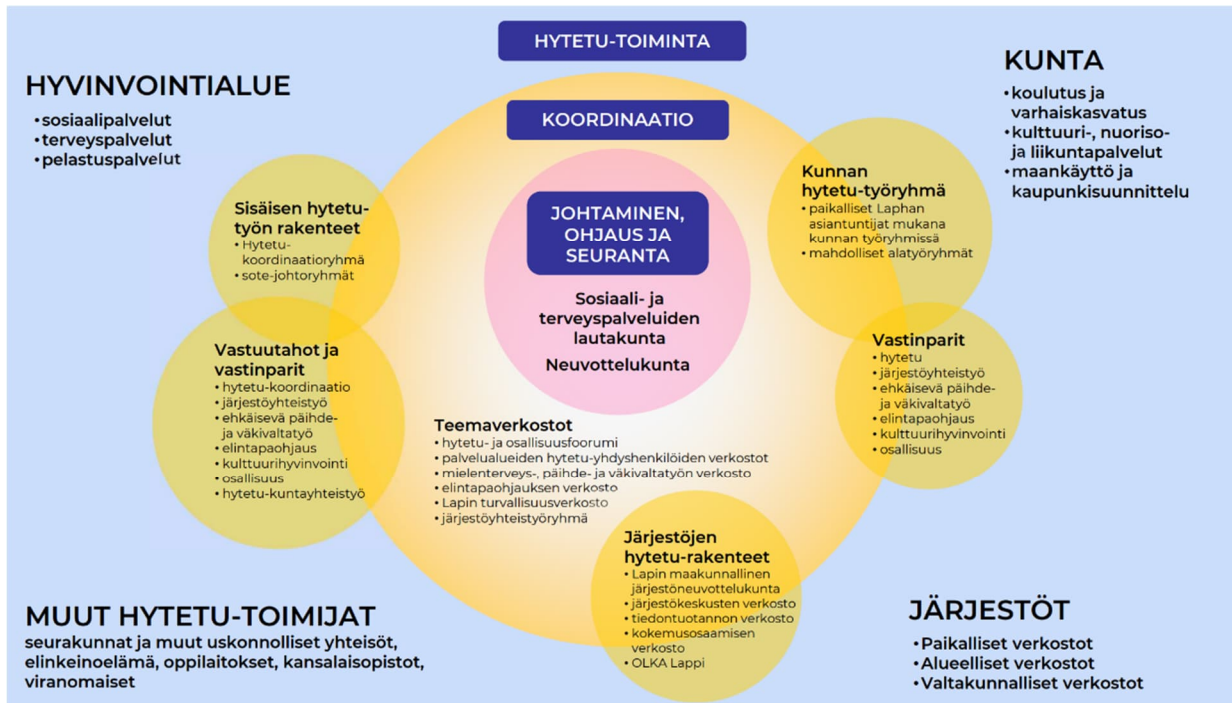 HYTETU-TOIMINTA
HYVINVOINTIALUE
•sosiaalipalvelut
•terveyspalvelut
•pelastuspalvelut
KUNTA
•koulutus ja
varhaiskasvatus
•kulttuuri-, nuoriso-
ja liikuntapalvelut
•maankäyttö ja
kaupunkisuunnittelu
KOORDINAATIO
JOHTAMINEN,
OHJAUS JA
SEURANTA
Sosiaali- ja
terveyspalveluiden
lautakunta
Neuvottelukunta
Sisäisen hytetu-
työn rakenteet
• Hytetu-
koordinaatioryhmä
• sote-johtoryhmät
Vastuutahot ja
vastinparit
• hytetu-koordinaatio
• järjestöyhteistyö
• ehkäisevä päihde-
ja väkivaltatyö
• elintapaohjaus
• kulttuurihyvinvointi
• osallisuus
• hytetu-kuntayhteistyö
Kunnan
hytetu-työryhmä
• paikalliset Laphan
asiantuntijat mukana
kunnan työryhmissä
• mahdolliset alatyöryhmät
Vastinparit
• hytetu
• järjestöyhteistyö
• ehkäisevä päihde-
ja väkivaltatyö
• elintapaohjaus
• kulttuurihyvinvointi
• osallisuus
Teemaverkostot
• hytetu- ja osallisuusfoorumi
• palvelualueiden hytetu-yhdyshenkilöiden verkostot
• mielenterveys-, päihde- ja väkivaltatyön verkosto
• elintapaohjauksen verkosto
• Lapin turvallisuusverkosto
• järjestöyhteistyöryhmä
Järjestöjen
hytetu-rakenteet
• Lapin maakunnallinen
järjestöneuvottelukunta
• järjestökeskusten verkosto
• tiedontuotannon verkosto
• kokemusosaamisen
verkosto
• OLKA Lappi
MUUT HYTETU-TOIMIJAT
seurakunnat ja muut uskonnolliset yhteisöt,
elinkeinoelämä, oppilaitokset, kansalaisopistot,
viranomaiset
JÄRJESTÖT
•Paikalliset verkostot
•Alueelliset verkostot
•Valtakunnalliset verkostot